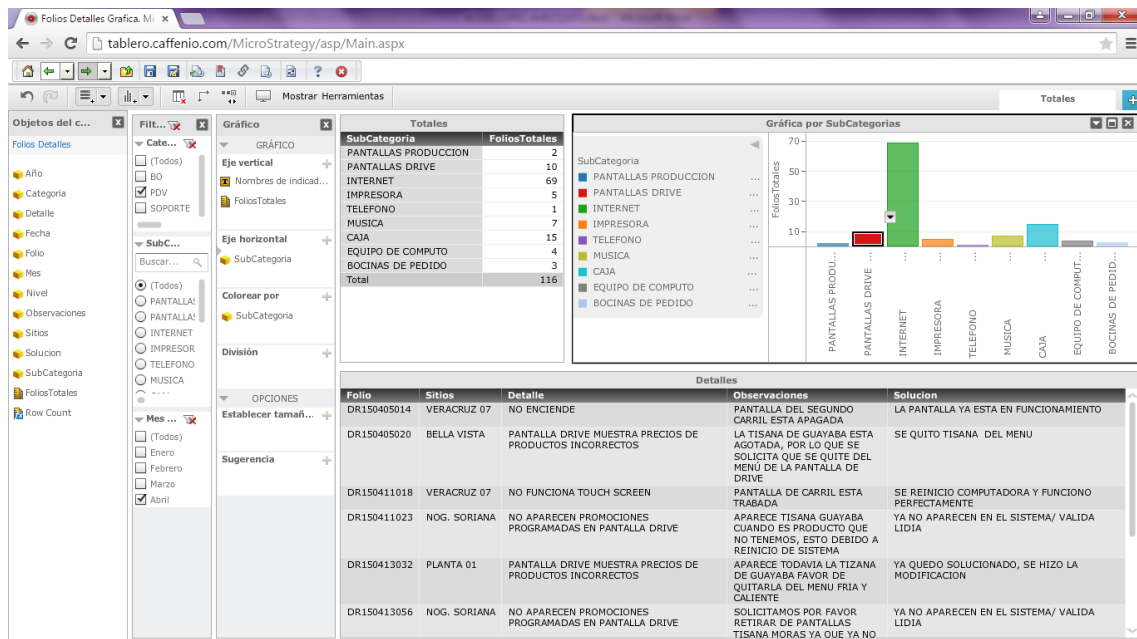 Folios Detalles Grafica. Mi
tablero.caffenio.com/MicroStrategy/asp/Main.aspx
Mostrar Herramientas
Totales
Objetos del c...
Folios Detalles
Año
Categoria
Detalle
Fecha
Folio
Mes
Nivel
Observaciones
Sitios
Solucion
SubCategoria
FoliosTotales
Row Count
Filt...
Cate...
(Todos)
BO
PDV
SOPORTE
SubC...
Buscar...
(Todos)
PANTALLAS
PANTALLAS
INTERNET
IMPRESOR
TELEFONO
MUSICA
Mes ...
(Todos)
Enero
Febrero
Marzo
Abril
Gráfico
GRÁFICO
Eje vertical
Nombres de indicad...
FoliosTotales
Eje horizontal
SubCategoria
Colorear por
SubCategoria
División
OPCIONES
Establecer tamañ...
Sugerencia
Totales
SubCategoria FoliosTotales
PANTALLAS PRODUCCION 2
PANTALLAS DRIVE 10
INTERNET 69
IMPRESORA 5
TELEFONO 1
MUSICA 7
CAJA 15
EQUIPO DE COMPUTO 4
BOCINAS DE PEDIDO 3
Total 116
Gráfica por SubCategorias
SubCategoria
PANTALLAS PRODUCCION ...
PANTALLAS DRIVE ...
INTERNET ...
IMPRESORA ...
TELEFONO ...
MUSICA ...
CAJA ...
EQUIPO DE COMPUTO ...
BOCINAS DE PEDIDO ...
FoliosTotales
70
50
30
10
PANTALLAS PRODU...
PANTALLAS DRIVE ...
INTERNET ...
IMPRESORA ...
TELEFONO ...
MUSICA ...
CAJA ...
EQUIPO DE COMPUT...
BOCINAS DE PEDID...
Detalles
Folio Sitios Detalle Observaciones Solucion
DR150405014 VERACRUZ 07 NO ENCIENDE PANTALLA DEL SEGUNDO LA PANTALLA YA ESTA EN FUNCIONAMIENTO
CARRIL ESTA APAGADA
DR150405020 BELLA VISTA PANTALLA DRIVE MUESTRA PRECIOS DE LA TISANA DE GUAYABA ESTA SE QUITO TISANA DEL MENU
PRODUCTOS INCORRECTOS AGOTADA, POR LO QUE SE
SOLICITA QUE SE QUITE DEL
MENÚ DE LA PANTALLA DE
DRIVE
DR150411018 VERACRUZ 07 NO FUNCIONA TOUCH SCREEN PANTALLA DE CARRIL ESTA SE REINICIO COMPUTADORA Y FUNCIONO
TRABADA PERFECTAMENTE
DR150411023 NOG. SORIANA NO APARECEN PROMOCIONES APARECE TISANA GUAYABA YA NO APARECEN EN EL SISTEMA/ VALIDA
PROGRAMADAS EN PANTALLA DRIVE CUANDO ES PRODUCTO QUE LIDIA
NO TENEMOS, ESTO DEBIDO A
REINICIO DE SISTEMA
DR150413032 PLANTA 01 PANTALLA DRIVE MUESTRA PRECIOS DE APARECE TODAVIA LA TIZANA YA QUEDO SOLUCIONADO, SE HIZO LA
PRODUCTOS INCORRECTOS DE GUAYABA FAVOR DE MODIFICACION
QUITARLA DEL MENU FRIA Y
CALIENTE
DR150413056 NOG. SORIANA NO APARECEN PROMOCIONES SOLICITAMOS POR FAVOR YA NO APARECEN EN EL SISTEMA/ VALIDA
PROGRAMADAS EN PANTALLA DRIVE RETIRAR DE PANTALLAS LIDIA
TISANA MORAS YA QUE YA NO